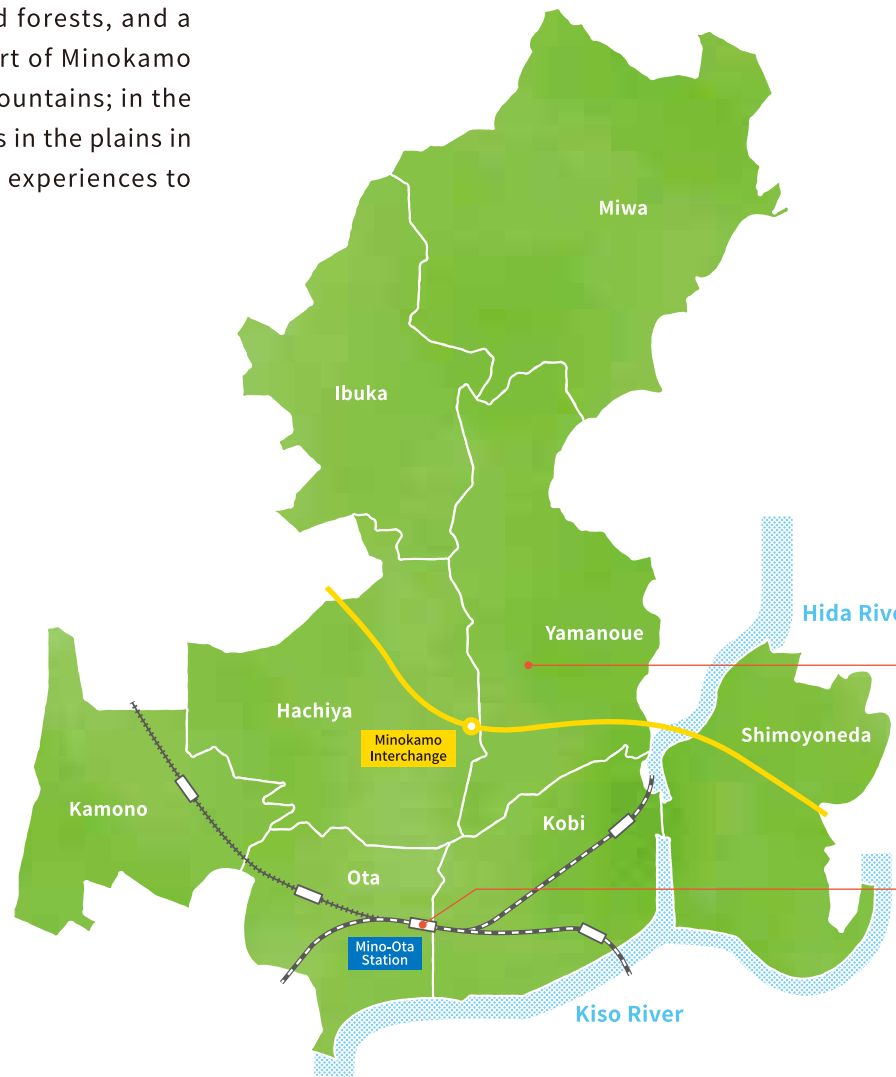 d forests, and a
rt of Minokamo
ountains; in the
s in the plains in
experiences to
Miwa
Ibuka
Hida Rive
Yamanoue
Hachiya
Shimoyoneda
Minokamo
Interchange
Kamono
Kobi
Ota
Mino-Ota
Station
Kiso River